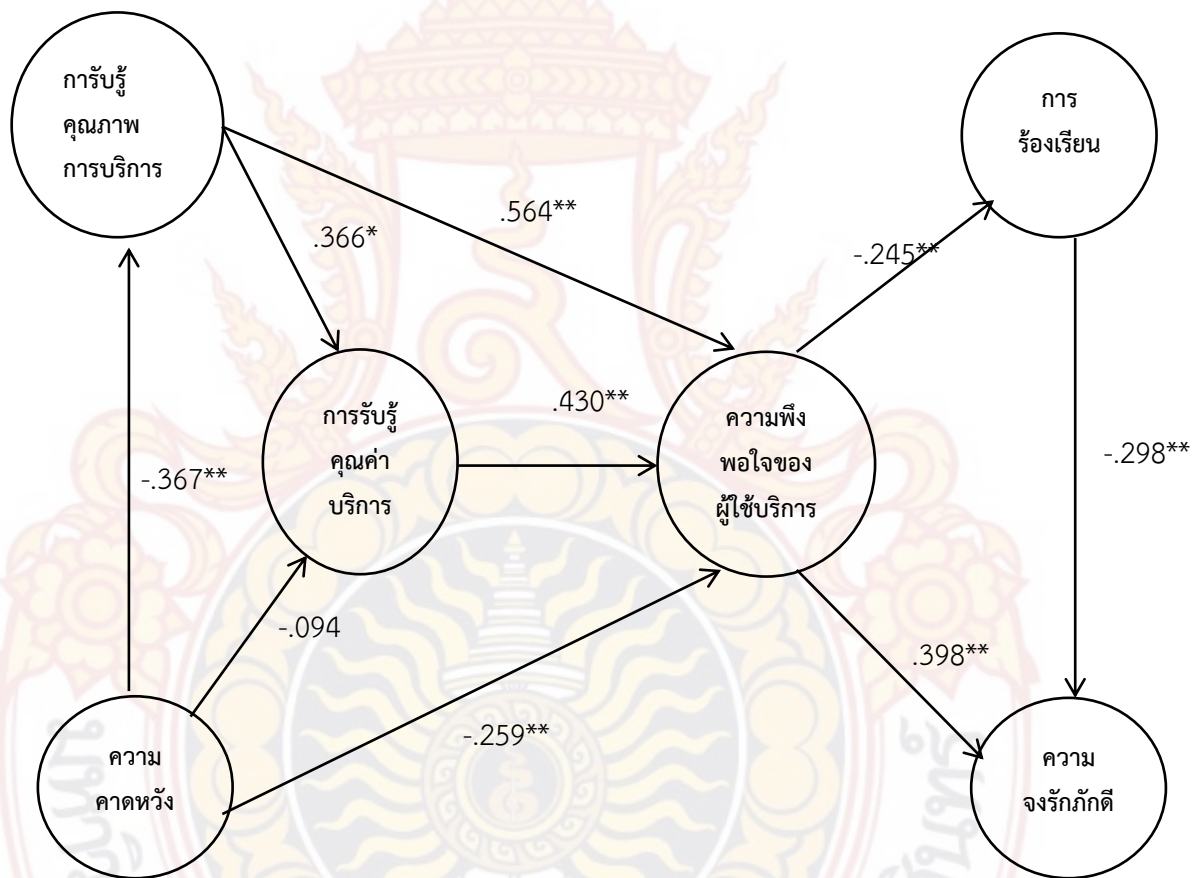 การับรู้
คุณภาพ
การบริการ
การ
ร้องเรียน
.564**
.366*
-.245**
การรับรู้
คุณค่า
บริการ
.430**
ความพึง
พอใจของ
ผู้ใช้บริการ
-.298**
-.367**
-.094
.398**
-.259**
ความ
คาดหวัง
ความ
จงรักภักดี